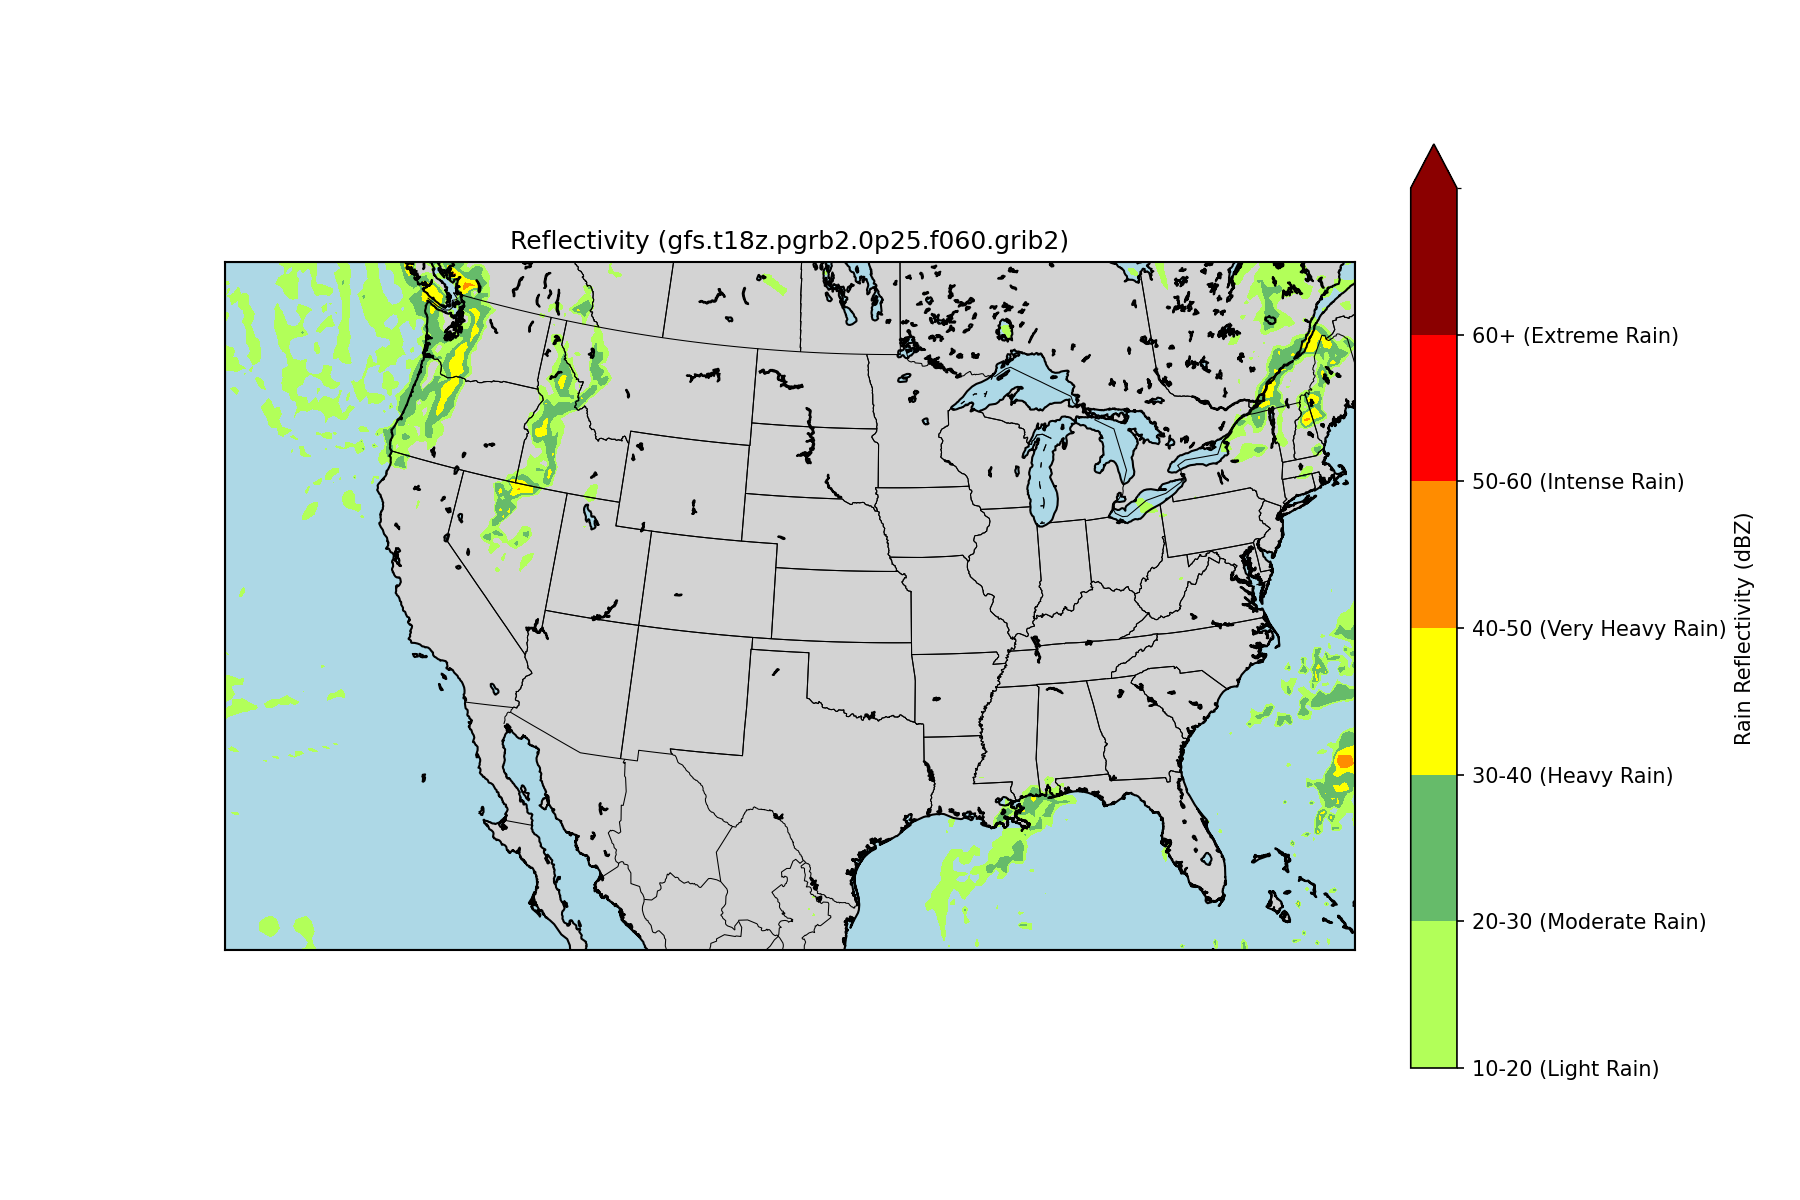 Reflectivity (gfs.t18z.pgrb2.0p25.f060.grib2)
60+ (Extreme Rain)
50-60 (Intense Rain)
40-50 (Very Heavy Rain)
30-40 (Heavy Rain)
20-30 (Moderate Rain)
10-20 (Light Rain)
Rain Reflectivity (dBZ)